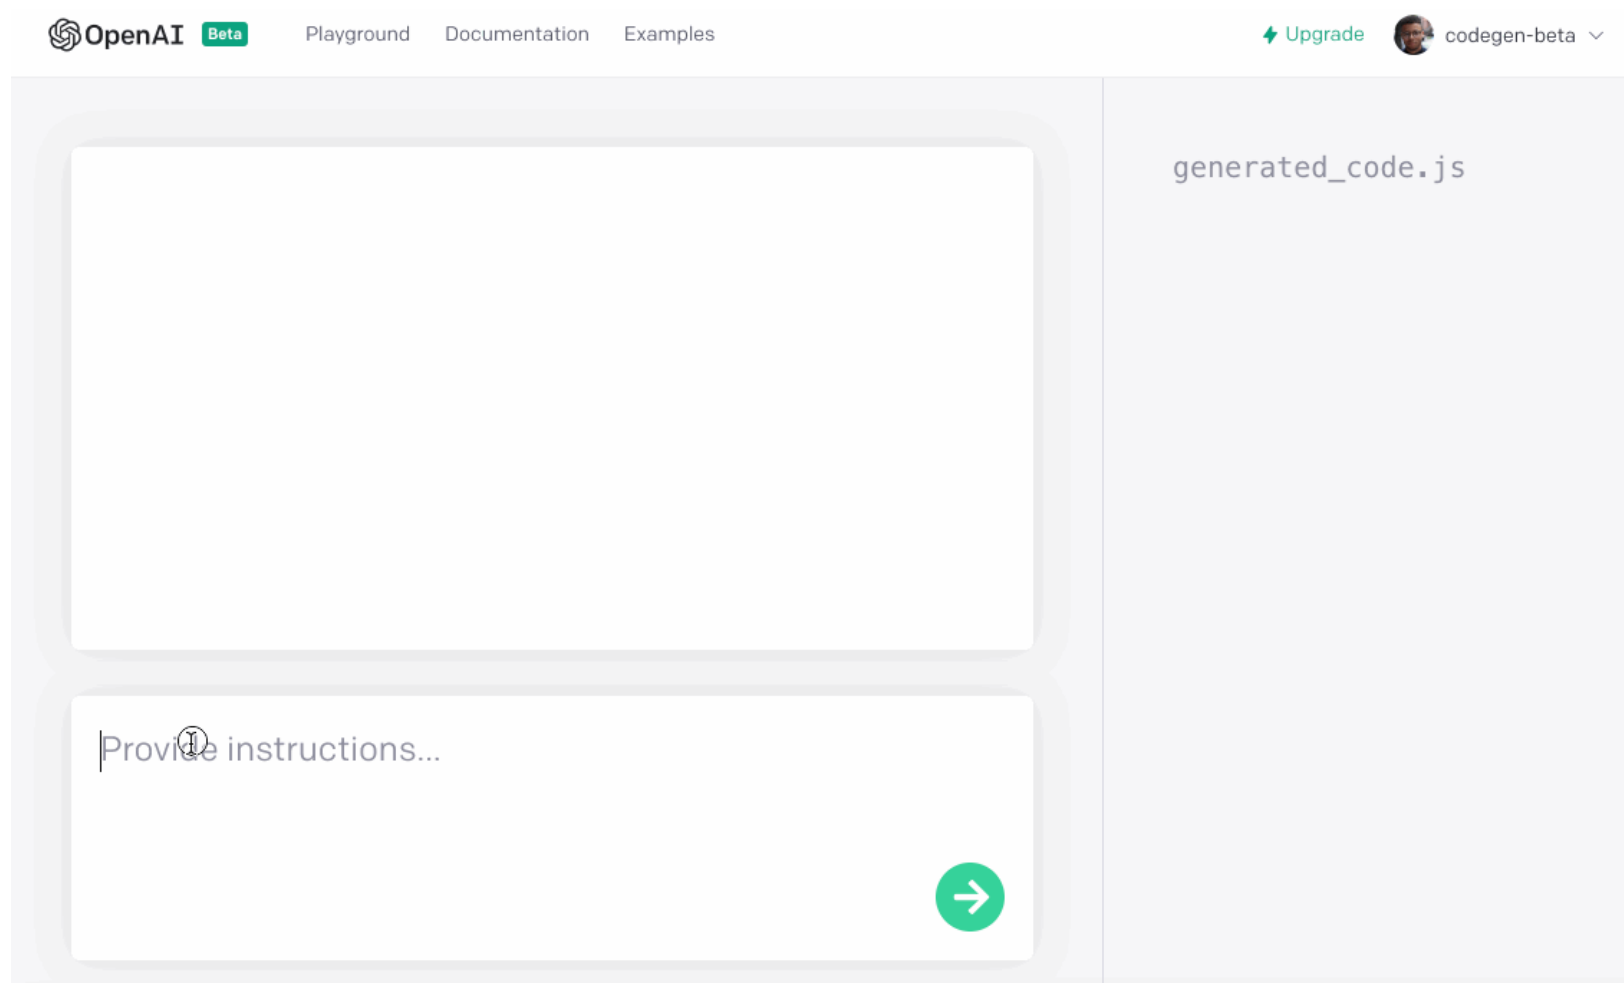 OpenAI Beta Playground Documentation Examples Upgrade codegen-beta
generated_code.js
Provide instructions...